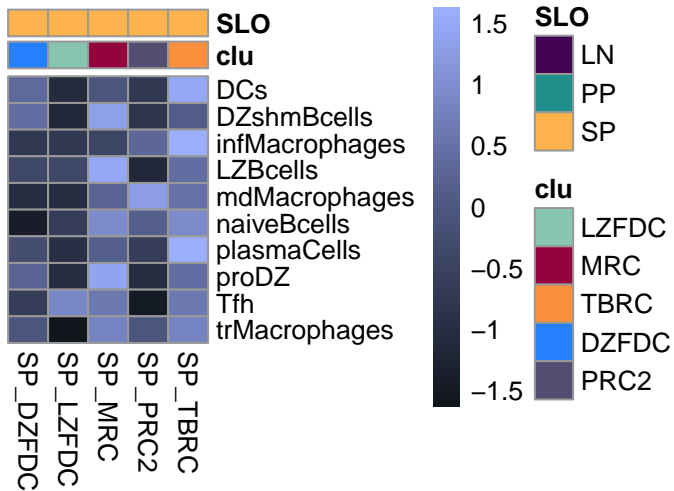 SLO
clu
DCs
DZshmBcells
infMacrophages
LZBcells
mdMacrophages
naiveBcells
plasmaCells
proDZ
Tfh
trMacrophages
SP_DZFDC
SP_LZFDC
SP_MRC
SP_PRC2
SP_TBRC
1.5
1
0.5
0
−0.5
−1
−1.5
SLO
LN
PP
SP
clu
LZFDC
MRC
TBRC
DZFDC
PRC2